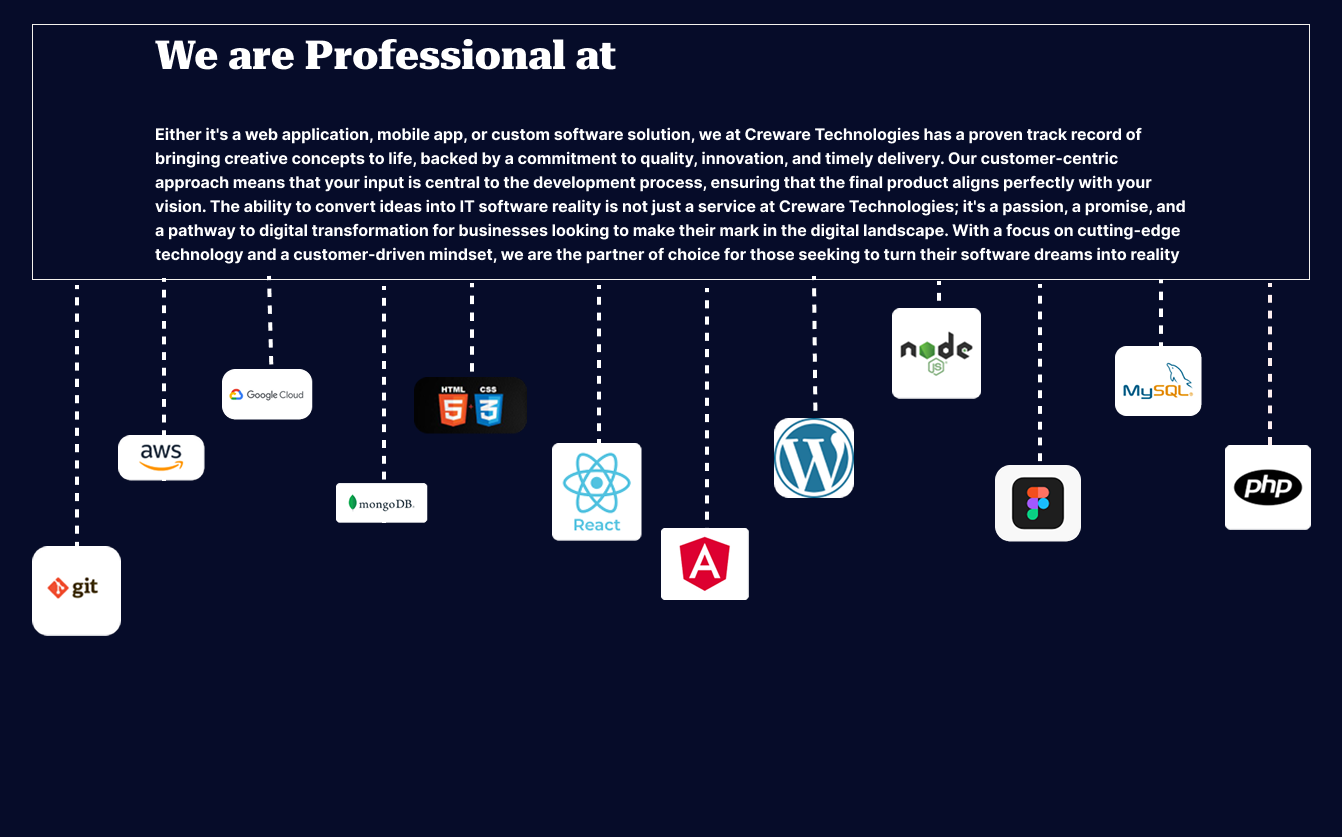 We are Professional at
Either it's a web application, mobile app, or custom software solution, we at Creware Technologies has a proven track record of
bringing creative concepts to life, backed by a commitment to quality, innovation, and timely delivery. Our customer-centric
approach means that your input is central to the development process, ensuring that the final product aligns perfectly with your
vision. The ability to convert ideas into IT software reality is not just a service at Creware Technologies; it's a passion, a promise, and
a pathway to digital transformation for businesses looking to make their mark in the digital landscape. With a focus on cutting-edge
technology and a customer-driven mindset, we are the partner of choice for those seeking to turn their software dreams into reality
node
JS
MySQL
Google Cloud
HTML CSS
5 3
aws
W
php
mongoDB.
React
A
git